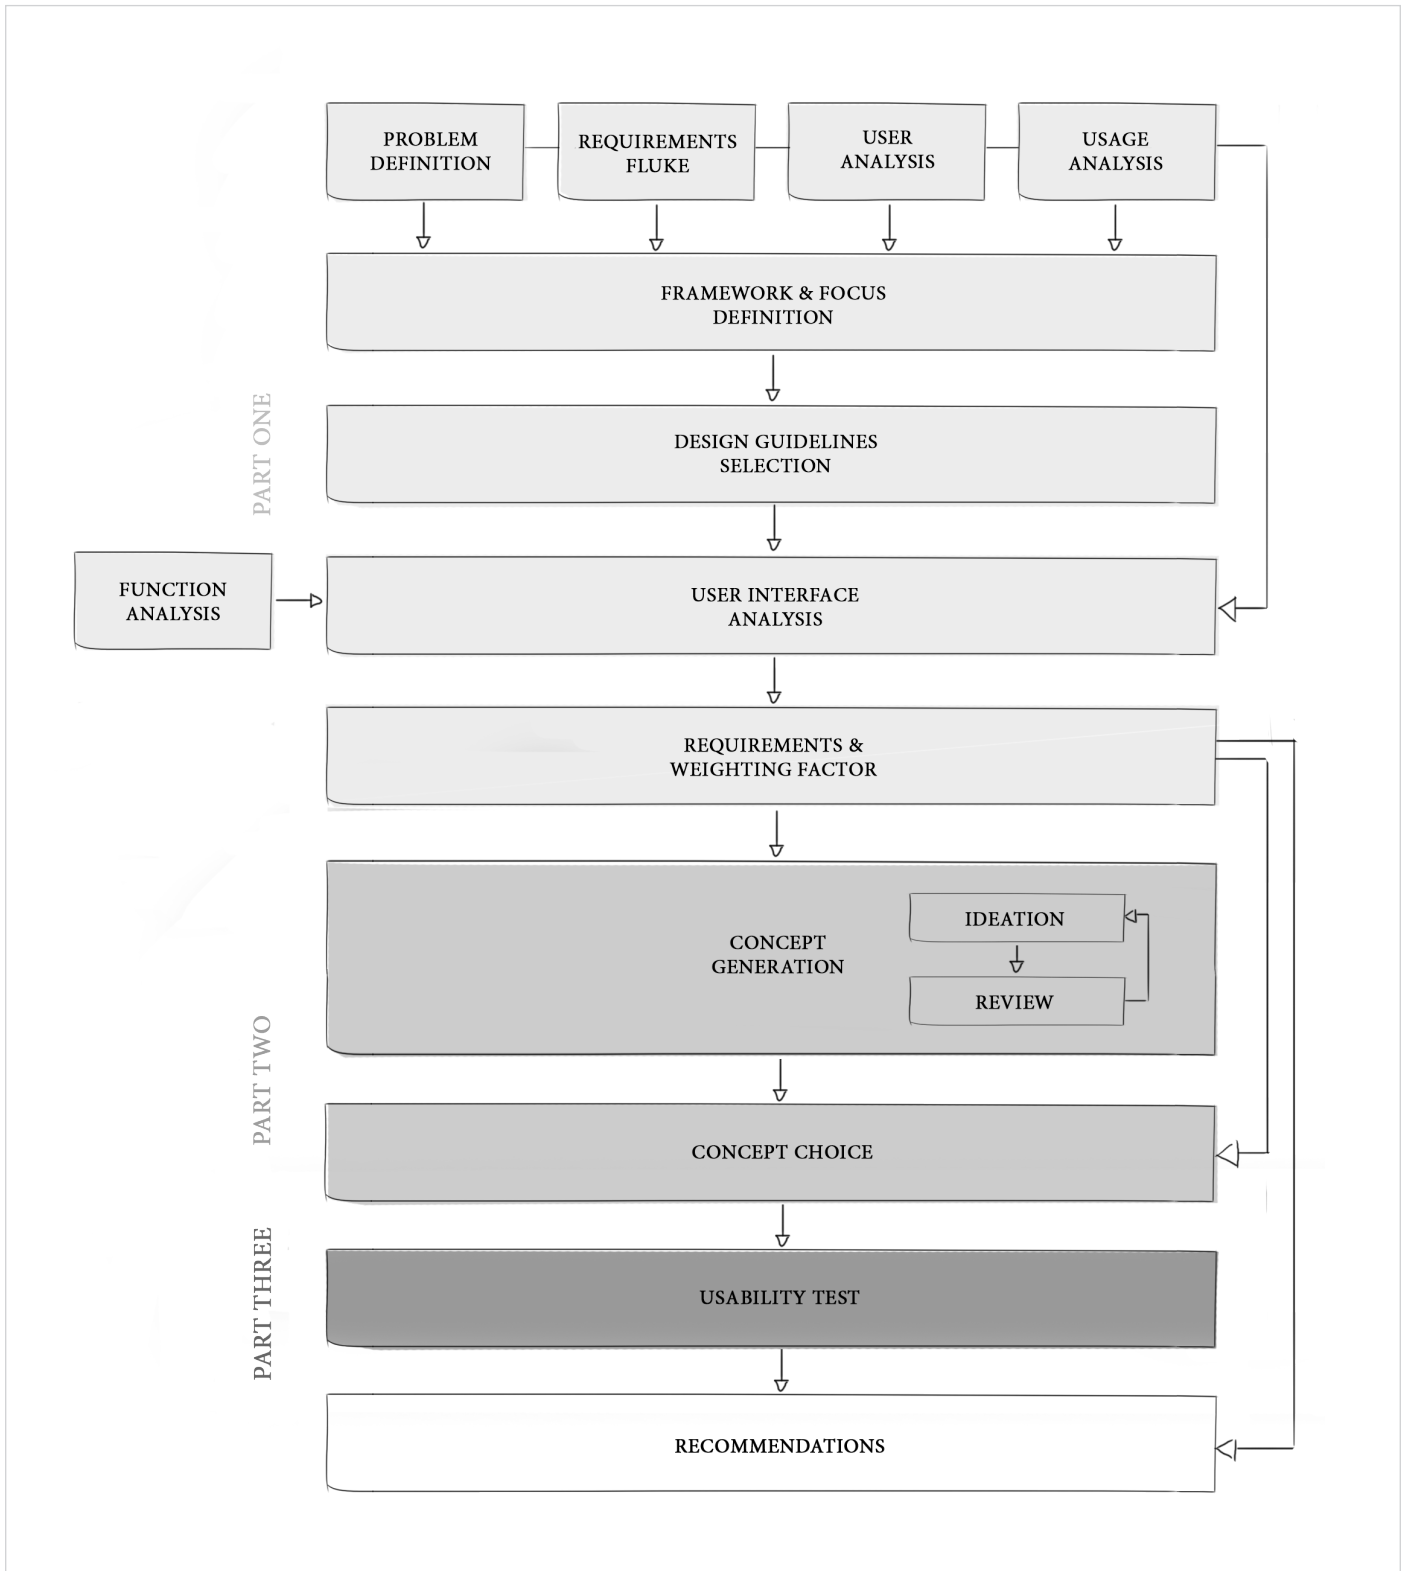 PROBLEM
DEFINITION
REQUIREMENTS
FLUKE
USER
ANALYSIS
USAGE
ANALYSIS
FRAMEWORK & FOCUS
DEFINITION
PART ONE
DESIGN GUIDELINES
SELECTION
FUNCTION
ANALYSIS
USER INTERFACE
ANALYSIS
REQUIREMENTS &
WEIGHTING FACTOR
CONCEPT
GENERATION
IDEATION
REVIEW
PART TWO
CONCEPT CHOICE
PART THREE
USABILITY TEST
RECOMMENDATIONS